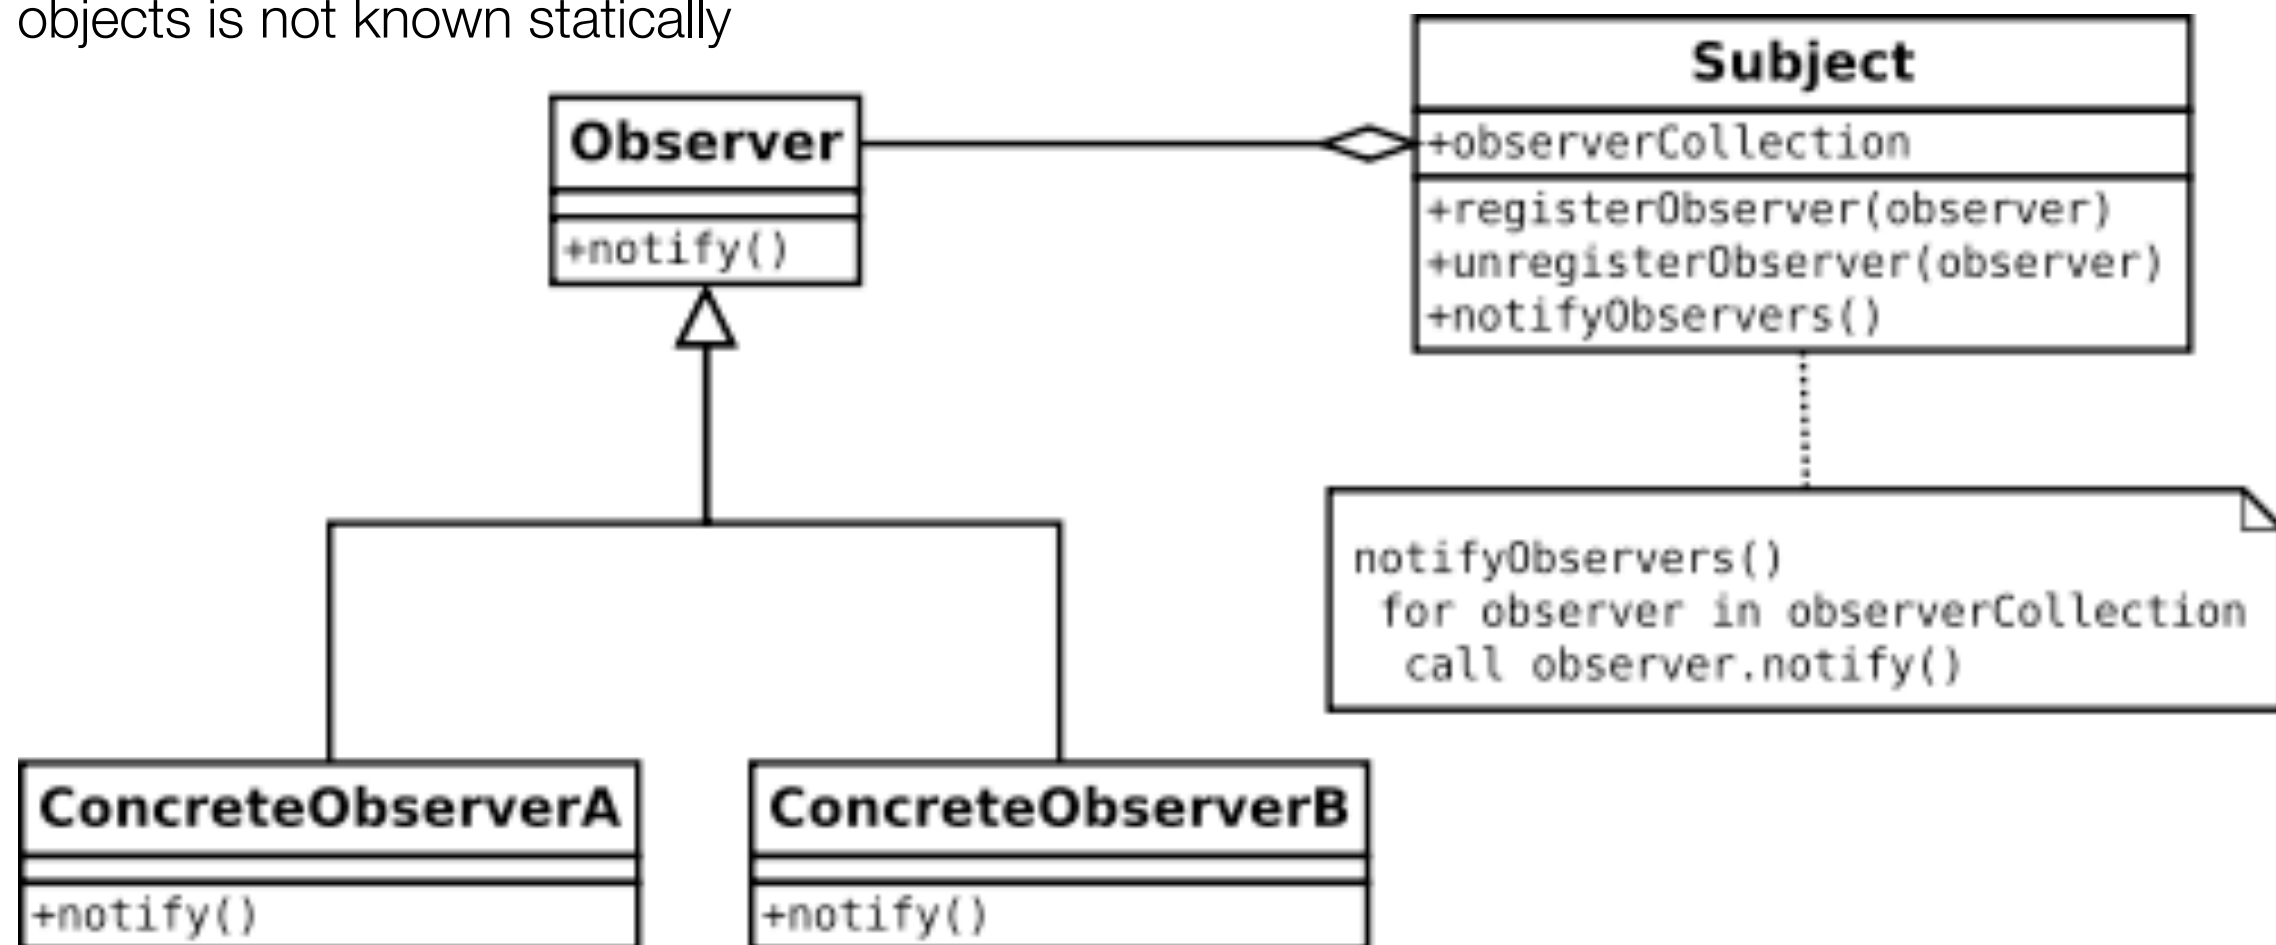 objects is not known statically
Observer
+notify()
Subject
+observerCollection
+registerObserver(observer)
+unregisterObserver(observer)
+notifyObservers()
notifyObservers()
for observer in observerCollection
call observer.notify()
ConcreteObserverA
+notify()
ConcreteObserverB
+notify()